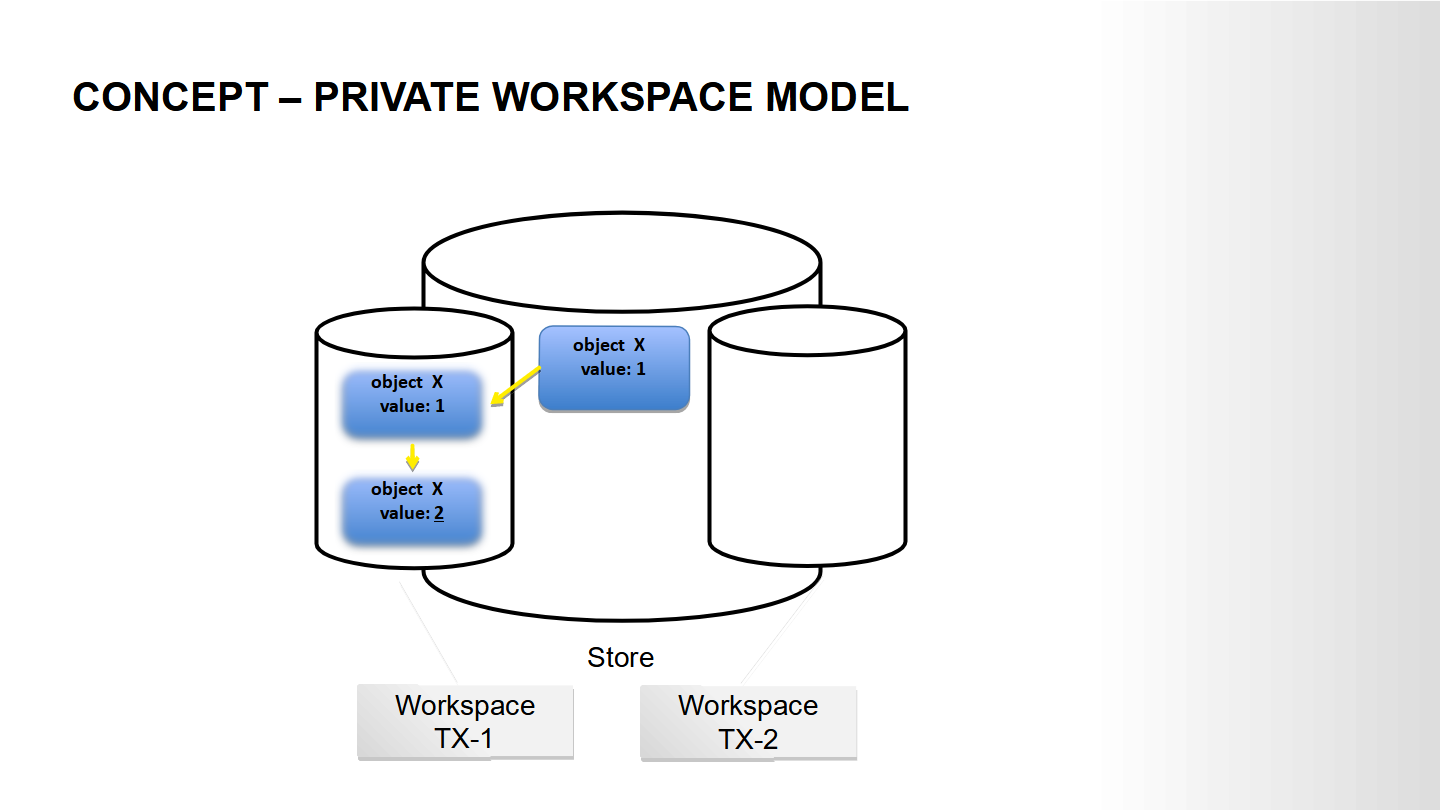 CONCEPT – PRIVATE WORKSPACE MODEL
object X
value: 1
object X
value: 1
object X
value: 2
Store
Workspace
TX-1
Workspace
TX-2